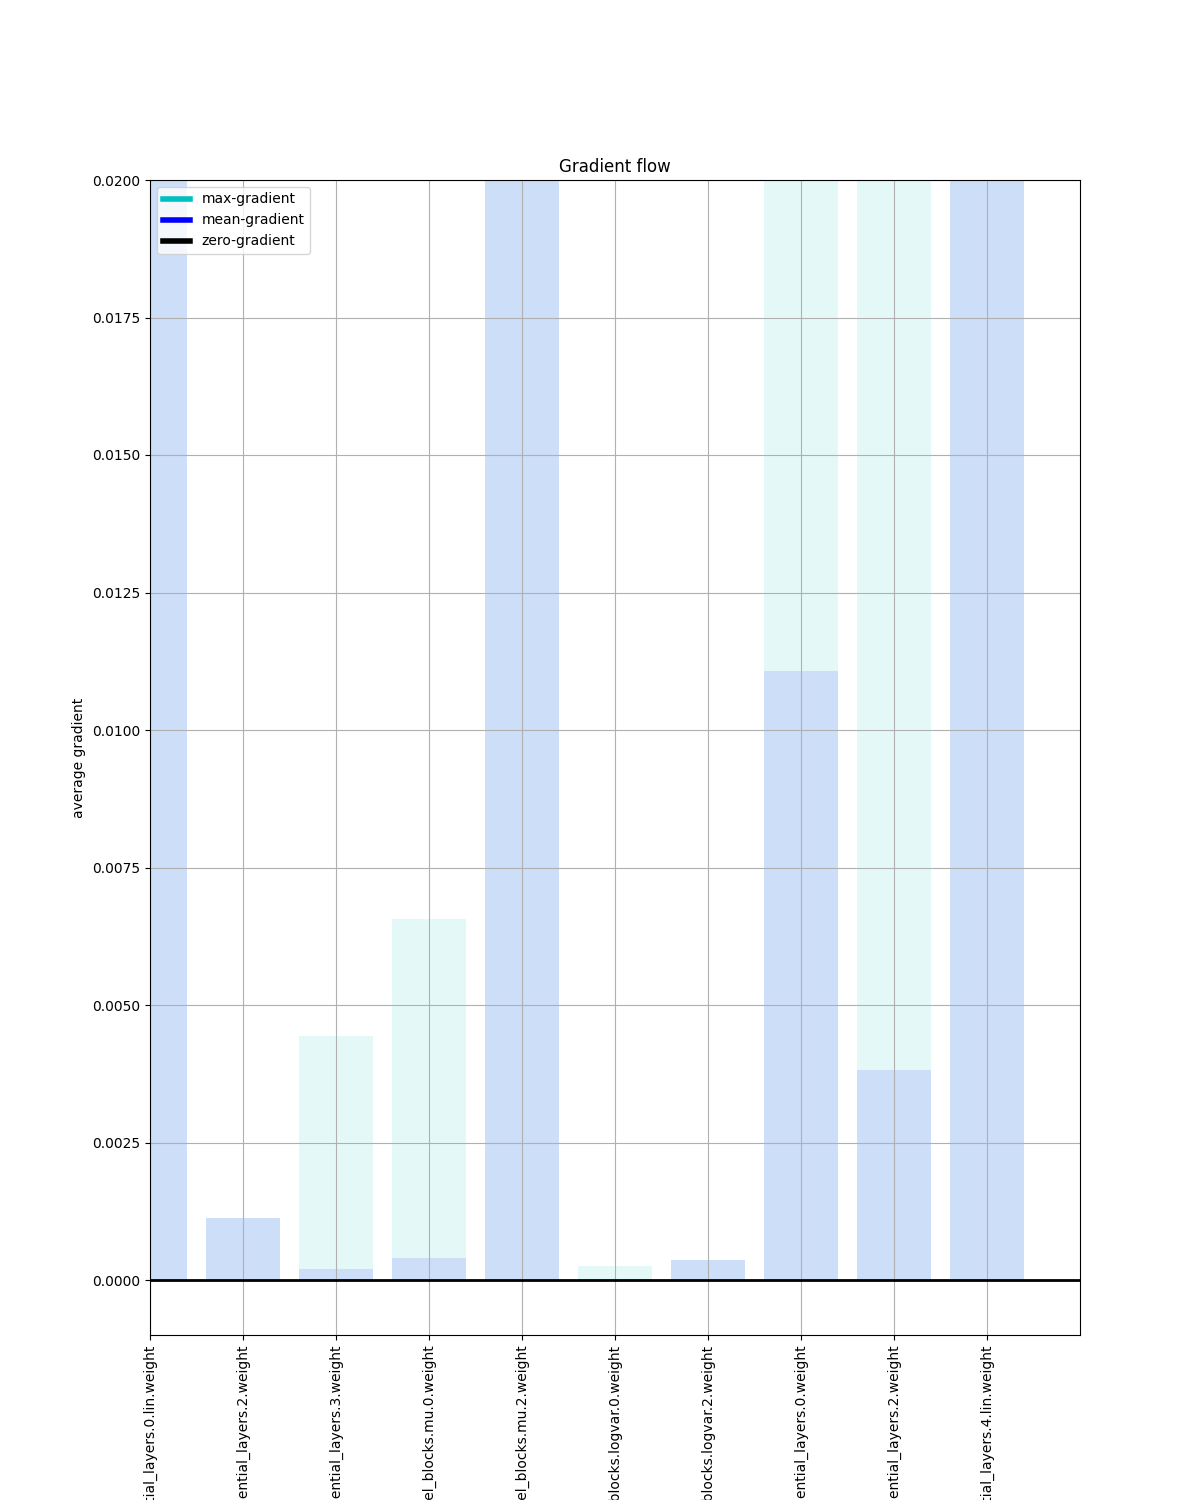 Gradient flow
max-gradient
mean-gradient
zero-gradient
average gradient
0.0200
0.0175
0.0150
0.0125
0.0100
0.0075
0.0050
0.0025
0.0000
tial_layers.0.lin.weight
ential_layers.2.weight
ential_layers.3.weight
el_blocks.mu.0.weight
el_blocks.mu.2.weight
blocks.logvar.0.weight
blocks.logvar.2.weight
ential_layers.0.weight
ential_layers.2.weight
tial_layers.4.lin.weight